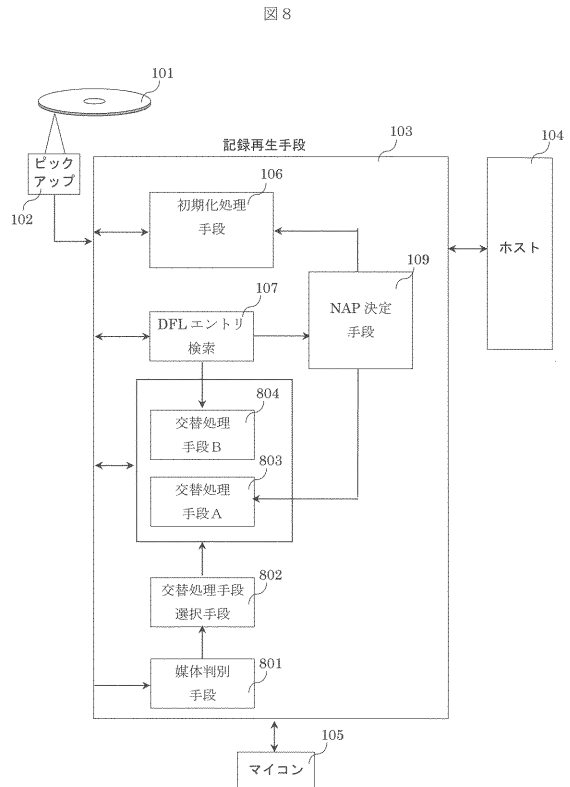 図８
101
ピック
アップ
102
記録再生手段
103
104
ホスト
106
初期化処理
手段
109
NAP 決定
手段
107
DFL エントリ
検索
804
交替処理
手段B
803
交替処理
手段A
802
交替処理手段
選択手段
801
媒体判別
手段
105
マイコン